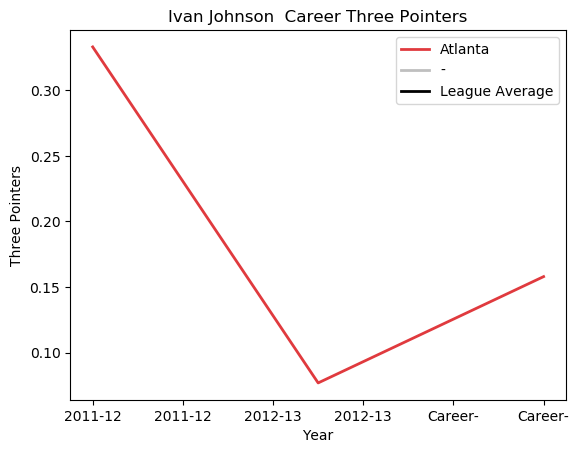 Ivan Johnson  Career Three Pointers
Atlanta
-
League Average
Three Pointers
0.30
0.25
0.20
0.15
0.10
2011-12 2011-12 2012-13 2012-13 Career- Career-
Year